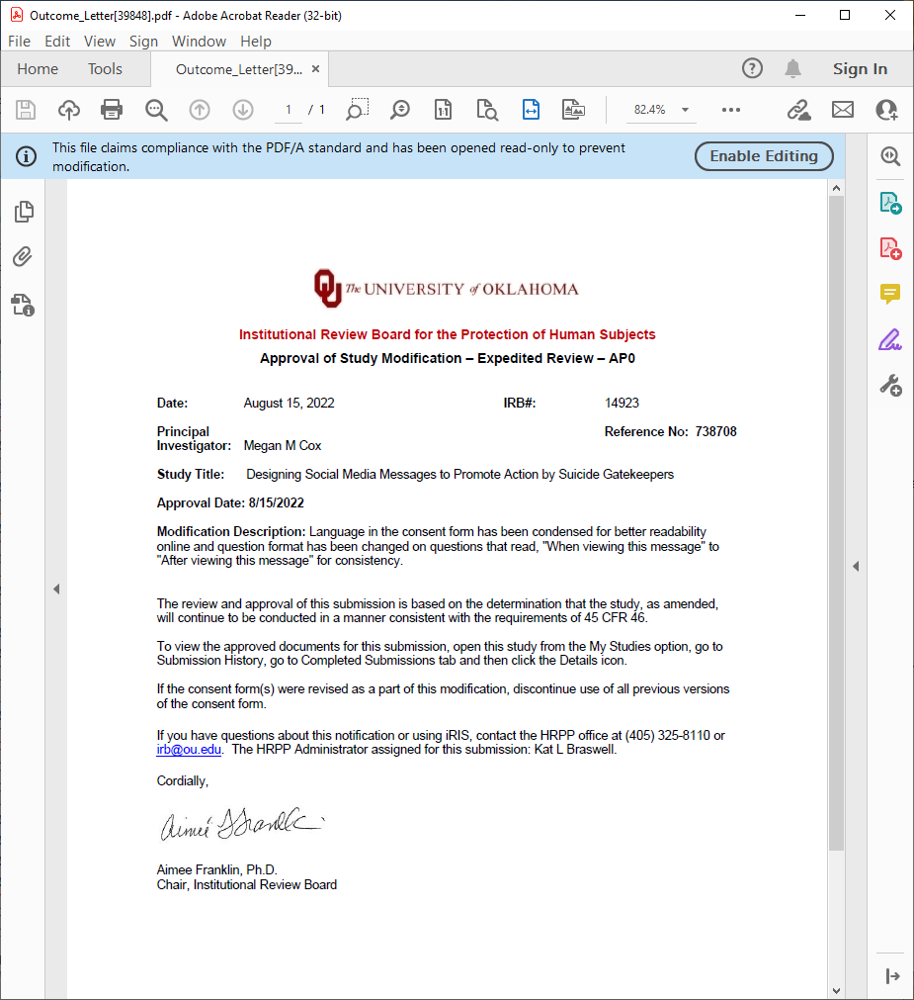 Outcome_Letter[39848].pdf - Adobe Acrobat Reader (32-bit)
File Edit View Sign Window Help
Home Tools Outcome_Letter[39... × Sign In
1 / 1 82.4%
This file claims compliance with the PDF/A standard and has been opened read-only to prevent
modification.
Enable Editing
OU The UNIVERSITY of OKLAHOMA
Institutional Review Board for the Protection of Human Subjects
Approval of Study Modification – Expedited Review – AP0
Date: August 15, 2022 IRB#: 14923
Principal Reference No: 738708
Investigator: Megan M Cox
Study Title: Designing Social Media Messages to Promote Action by Suicide Gatekeepers
Approval Date: 8/15/2022
Modification Description: Language in the consent form has been condensed for better readability
online and question format has been changed on questions that read, "When viewing this message" to
"After viewing this message" for consistency.
The review and approval of this submission is based on the determination that the study, as amended,
will continue to be conducted in a manner consistent with the requirements of 45 CFR 46.
To view the approved documents for this submission, open this study from the My Studies option, go to
Submission History, go to Completed Submissions tab and then click the Details icon.
If the consent form(s) were revised as a part of this modification, discontinue use of all previous versions
of the consent form.
If you have questions about this notification or using iRIS, contact the HRPP office at (405) 325-8110 or
irb@ou.edu. The HRPP Administrator assigned for this submission: Kat L Braswell.
Cordially,
Aimee Franklin, Ph.D.
Chair, Institutional Review Board